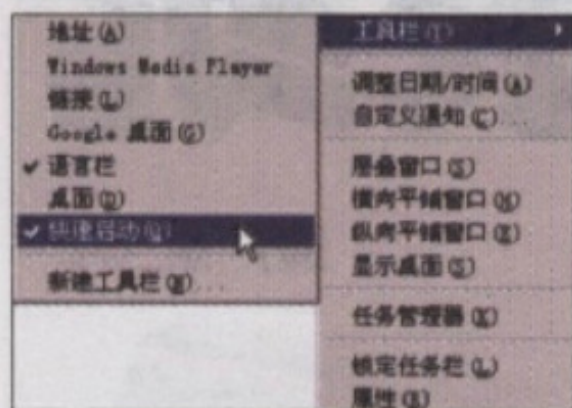 地址(A)
Windows Media Player
链接(L)
Google 桌面(G)
语言栏
桌面(D)
快速启动(Q)
新建工具栏(N)...
工具栏(T)
调整日期/时间(A)
自定义通知(C)...
层叠窗口(S)
横向平铺窗口(H)
纵向平铺窗口(E)
显示桌面(S)
任务管理器(K)
锁定任务栏(L)
属性(R)